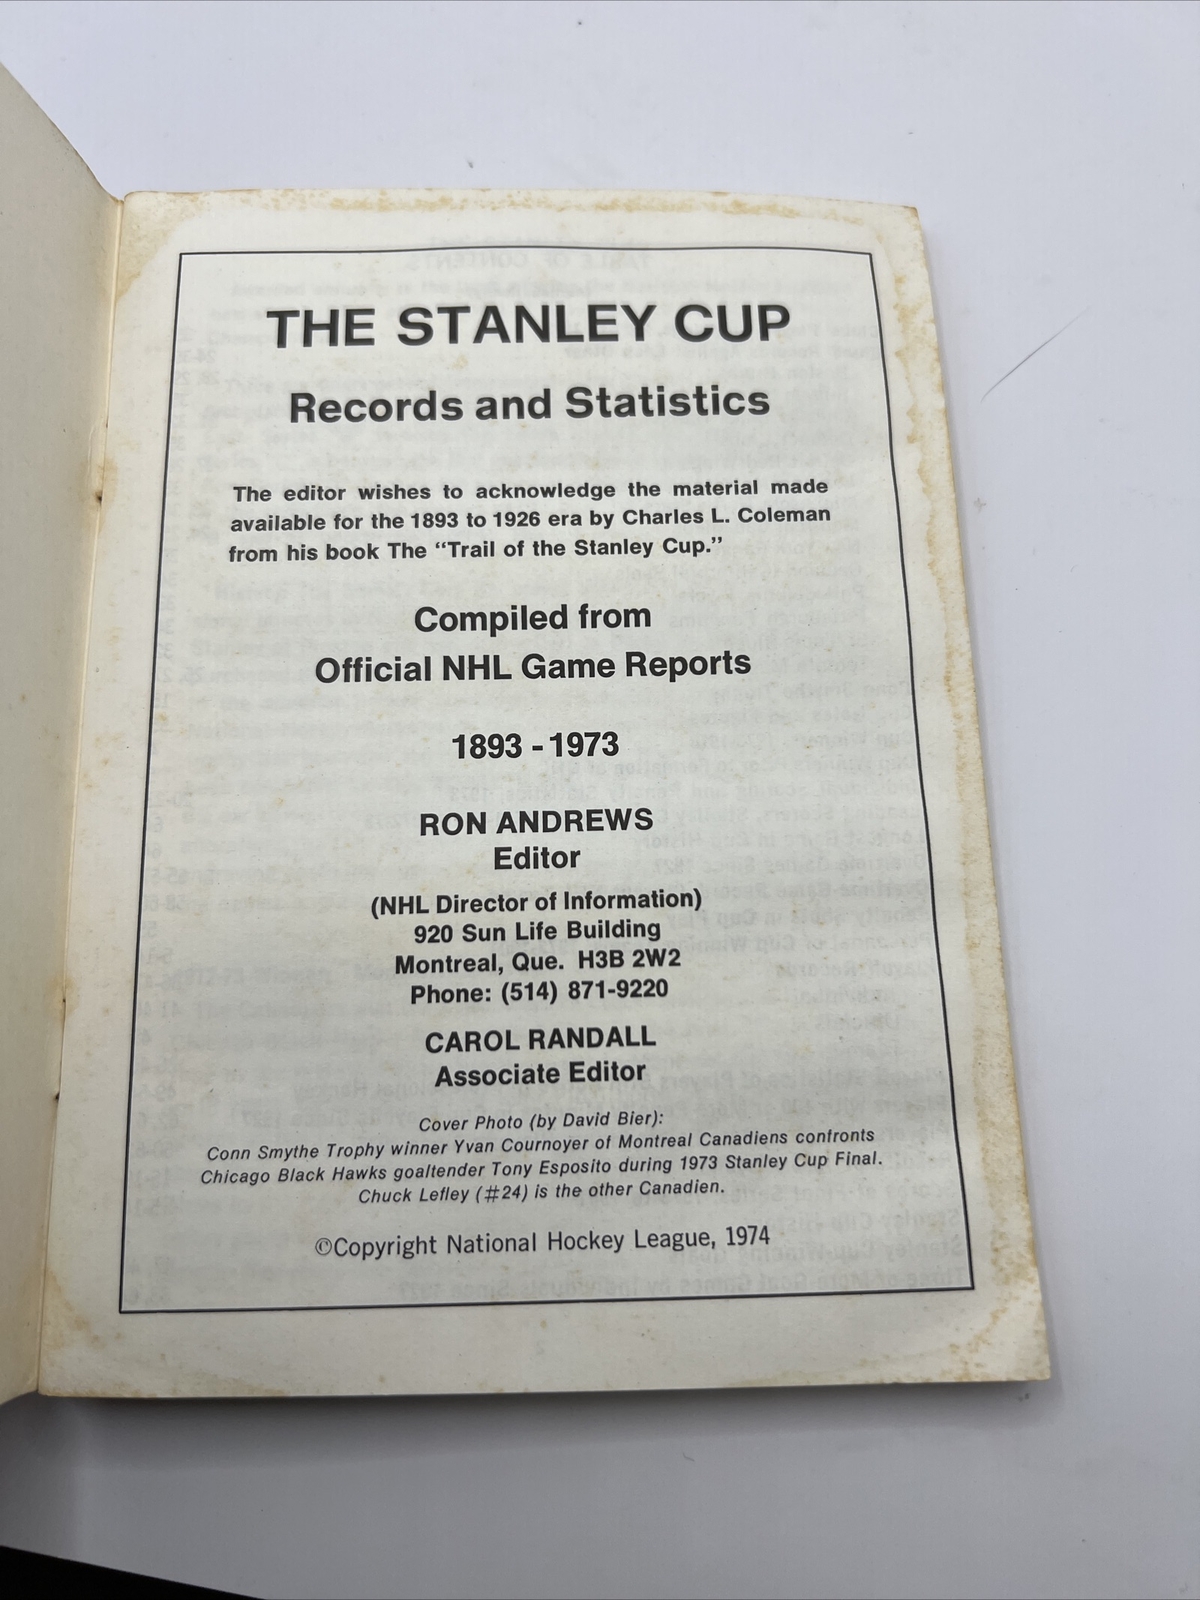 THE STANLEY CUP
Records and Statistics
The editor wishes to acknowledge the material made
available for the 1893 to 1926 era by Charles L. Coleman
from his book The “Trail of the Stanley Cup.”
Compiled from
Official NHL Game Reports
1893 - 1973
RON ANDREWS
Editor
(NHL Director of Information)
920 Sun Life Building
Montreal, Que. H3B 2W2
Phone: (514) 871-9220
CAROL RANDALL
Associate Editor
Cover Photo (by David Bier):
Conn Smythe Trophy winner Yvan Cournoyer of Montreal Canadiens confronts
Chicago Black Hawks goaltender Tony Esposito during 1973 Stanley Cup Final.
Chuck Lefley (#24) is the other Canadien.
©Copyright National Hockey League, 1974